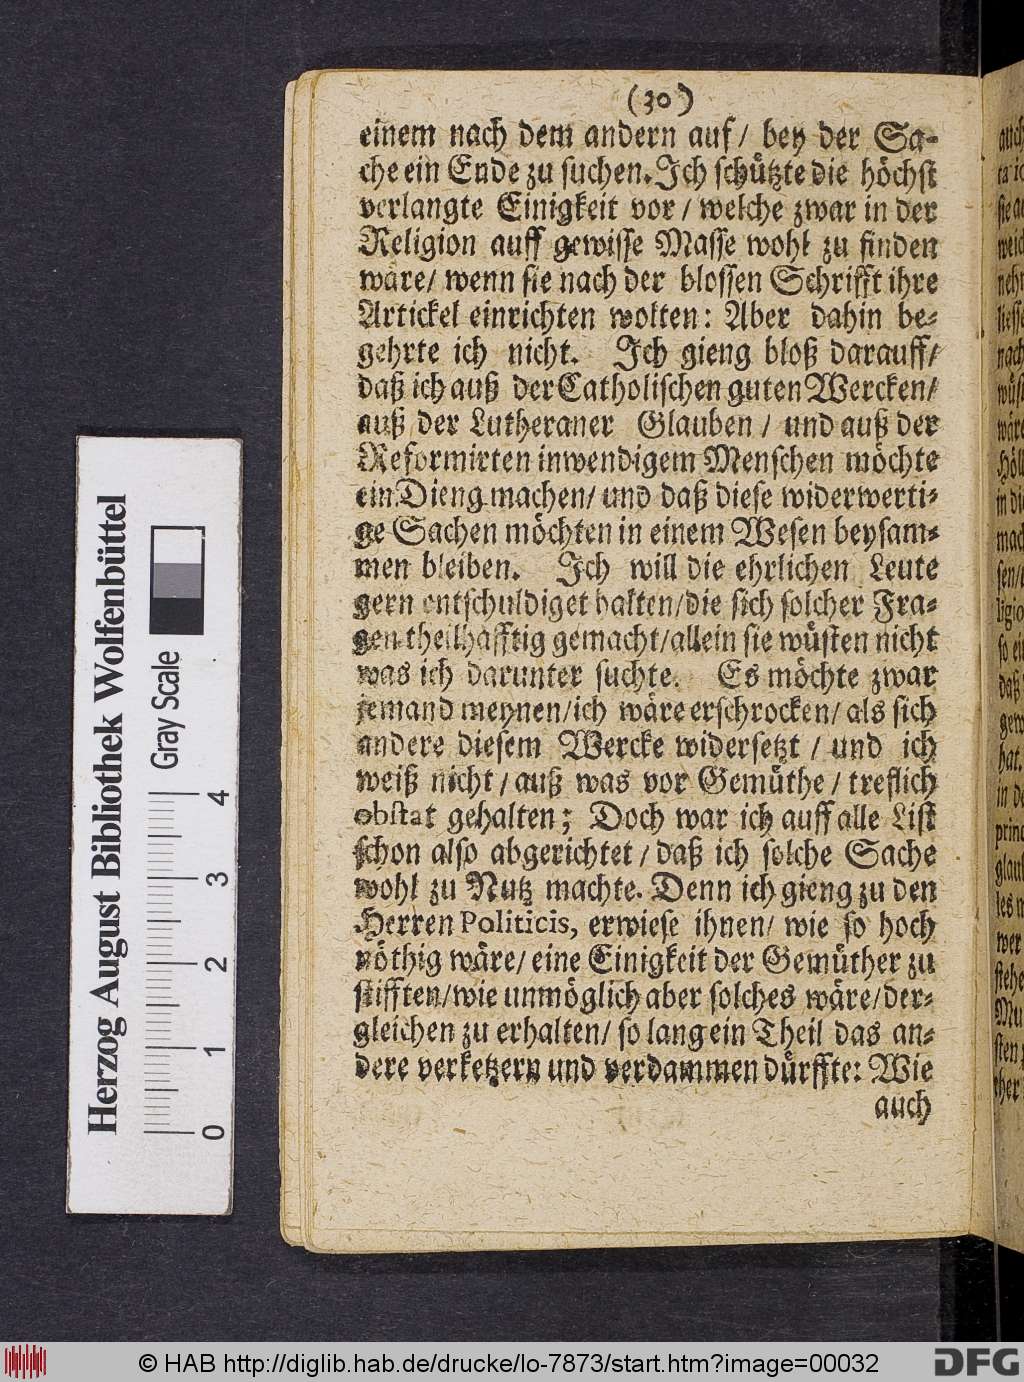 (30)
einem nach dem andern auf/ bey der Sa-
che ein Ende zu suchen. Ich schützte die höchst
verlangte Einigkeit vor/ welche zwar in der
Religion auff gewisse Masse wohl zu finden
wäre/ wenn sie nach der blossen Schrifft ihre
Artickel einrichten wolten: Aber dahin be-
gehrte ich nicht. Ich gieng bloß darauff/
daß ich auß der Catholischen guten Wercken/
auß der Lutheraner Glauben/ und auß der
Reformirten inwendigem Menschen möchte
ein Dieng machen/ und daß diese widerwerti-
ge Sachen möchten in einem Wesen beysam-
men bleiben. Ich will die ehrlichen Leute
gern entschuldiget halten/ die sich solcher Fra-
gen theilhafftig gemacht/ allein sie wüsten nicht
was ich darunter suchte. Es möchte zwar
jemand meynen/ ich wäre erschrocken/ als sich
andere diesem Wercke widersetzt/ und ich
weiß nicht/ auß was vor Gemüthe/ treflich
obstat gehalten; Doch war ich auff alle List
schon also abgerichtet/ daß ich solche Sache
wohl zu Nutz machte. Denn ich gieng zu den
Herren Politicis, erwiese ihnen/ wie so hoch
nöthig wäre/ eine Einigkeit der Gemüther zu
stifften/ wie unmöglich aber solches wäre/ der-
gleichen zu erhalten/ so lang ein Theil das an-
dere verketzern und verdammen dürffte: Wie
auch
Herzog August Bibliothek Wolfenbüttel
Gray Scale
0 1 2 3 4
© HAB http://diglib.hab.de/drucke/lo-7873/start.htm?image=00032
DFG